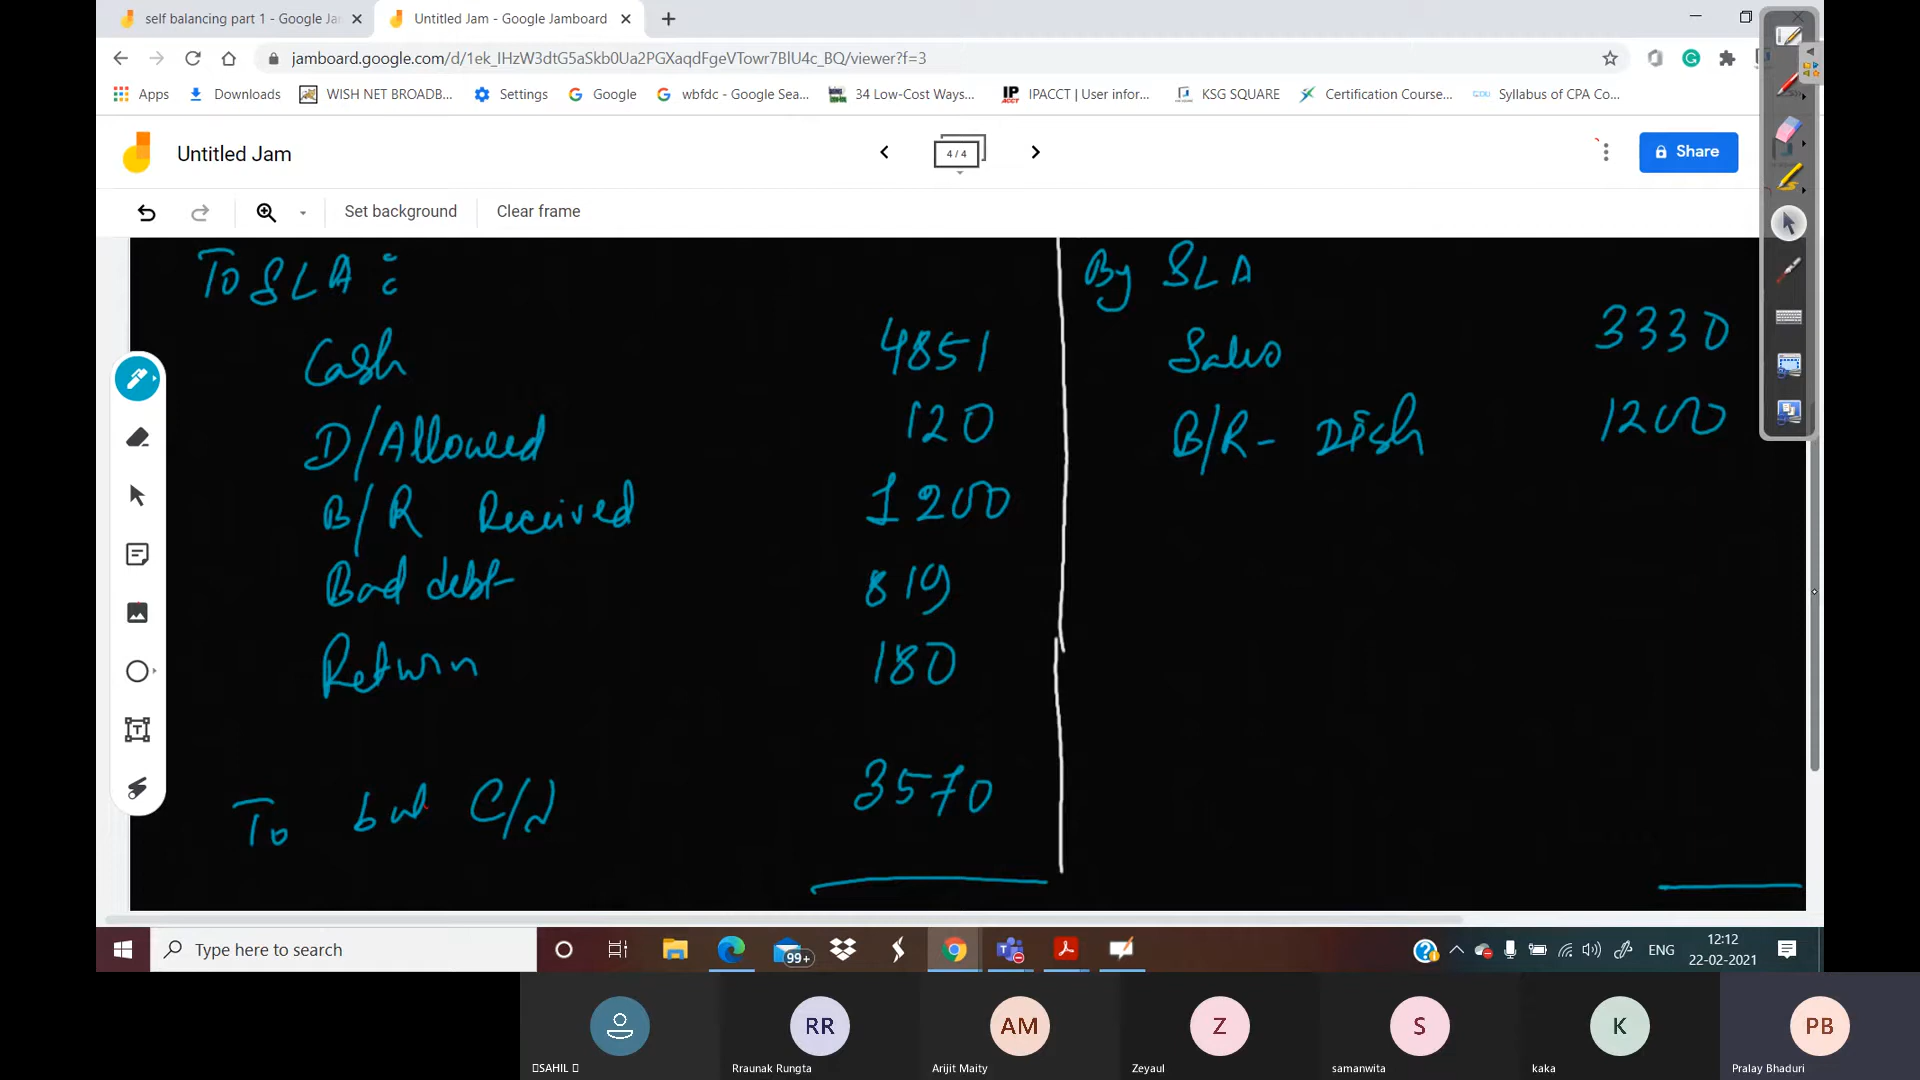 self balancing part 1 - Google Ja
Untitled Jam - Google Jamboard
jamboard.google.com/d/1ek_IHzW3dtG5aSkb0Ua2PGXaqdFgeVTowr7BlU4c_BQ/viewer?f=3
Apps Downloads WISH NET BROADB... Settings Google wbfdc - Google Sea... 34 Low-Cost Ways... IPACCT | User infor... KSG SQUARE Certification Course... Syllabus of CPA Co...
Untitled Jam
4 / 4
Share
Set background Clear frame
To SLA :
Cash 4851
D/Allowed 120
B/R Received 1200
Bad debt 819
Return 180
To bal C/d 3570
By SLA
Sales 3330
B/R - Dish 1200
Type here to search
99+
ENG
12:12
22-02-2021
SAHIL
RR
Rraunak Rungta
AM
Arijit Maity
Z
Zeyaul
S
samanwita
K
kaka
PB
Pralay Bhaduri